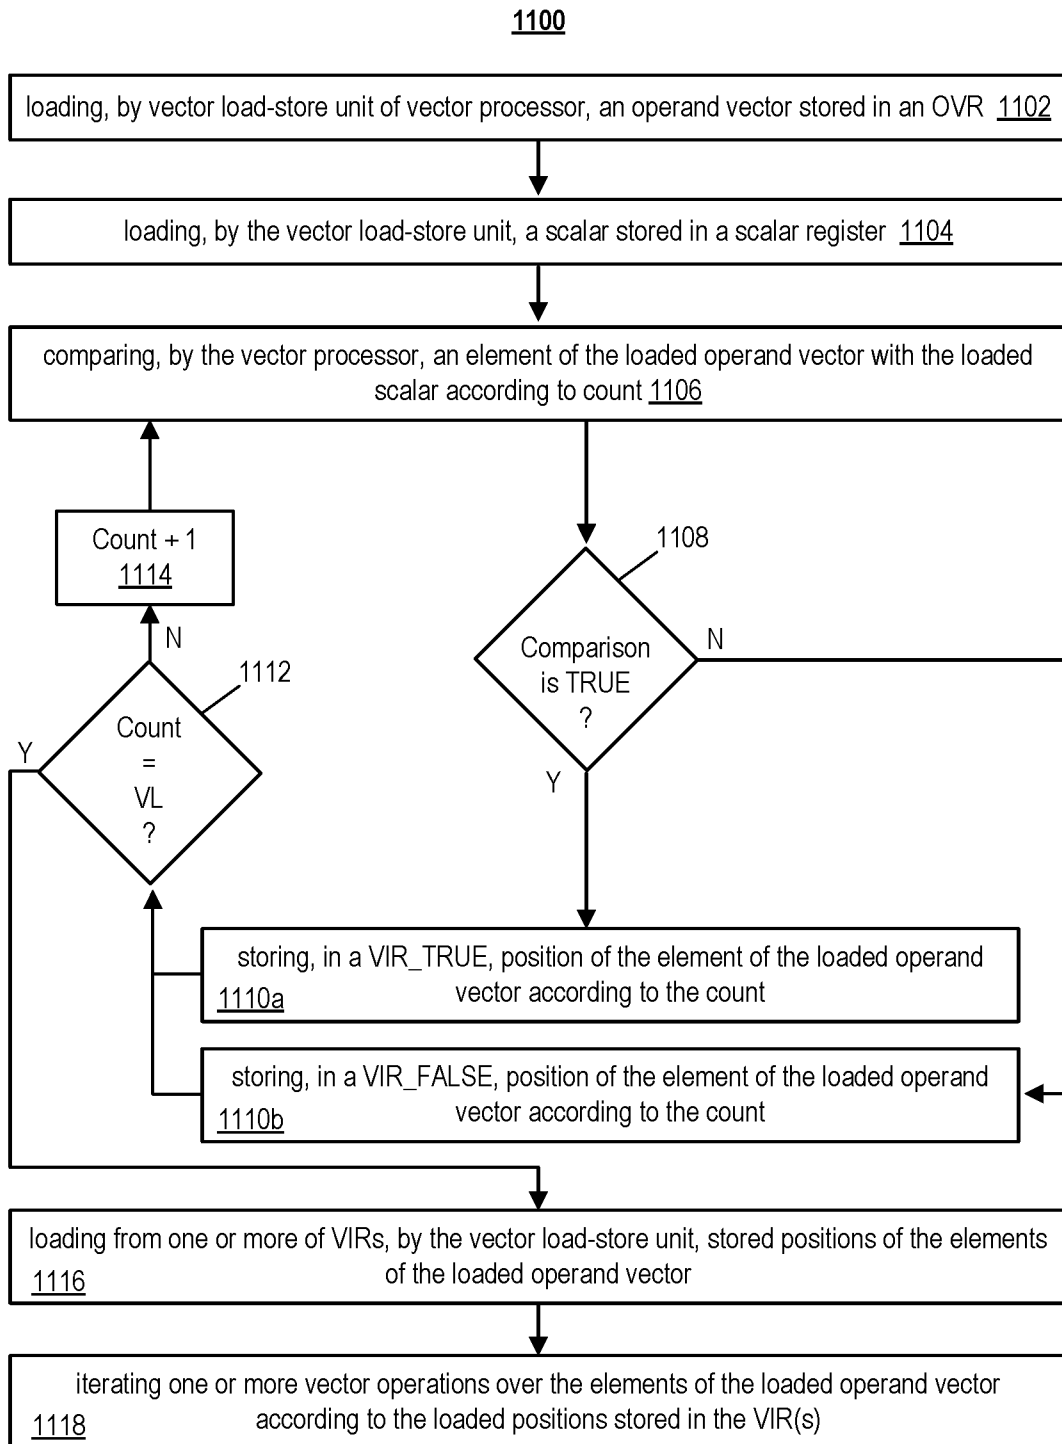 1100
loading, by vector load-store unit of vector processor, an operand vector stored in an OVR 1102
loading, by the vector load-store unit, a scalar stored in a scalar register 1104
comparing, by the vector processor, an element of the loaded operand vector with the loaded
scalar according to count 1106
Count + 1
1114
1108
N
Comparison
is TRUE
?
N
1112
Count
=
VL
?
Y
Y
storing, in a VIR_TRUE, position of the element of the loaded operand
vector according to the count
1110a
storing, in a VIR_FALSE, position of the element of the loaded operand
vector according to the count
1110b
loading from one or more of VIRs, by the vector load-store unit, stored positions of the elements
of the loaded operand vector
1116
iterating one or more vector operations over the elements of the loaded operand vector
according to the loaded positions stored in the VIR(s)
1118